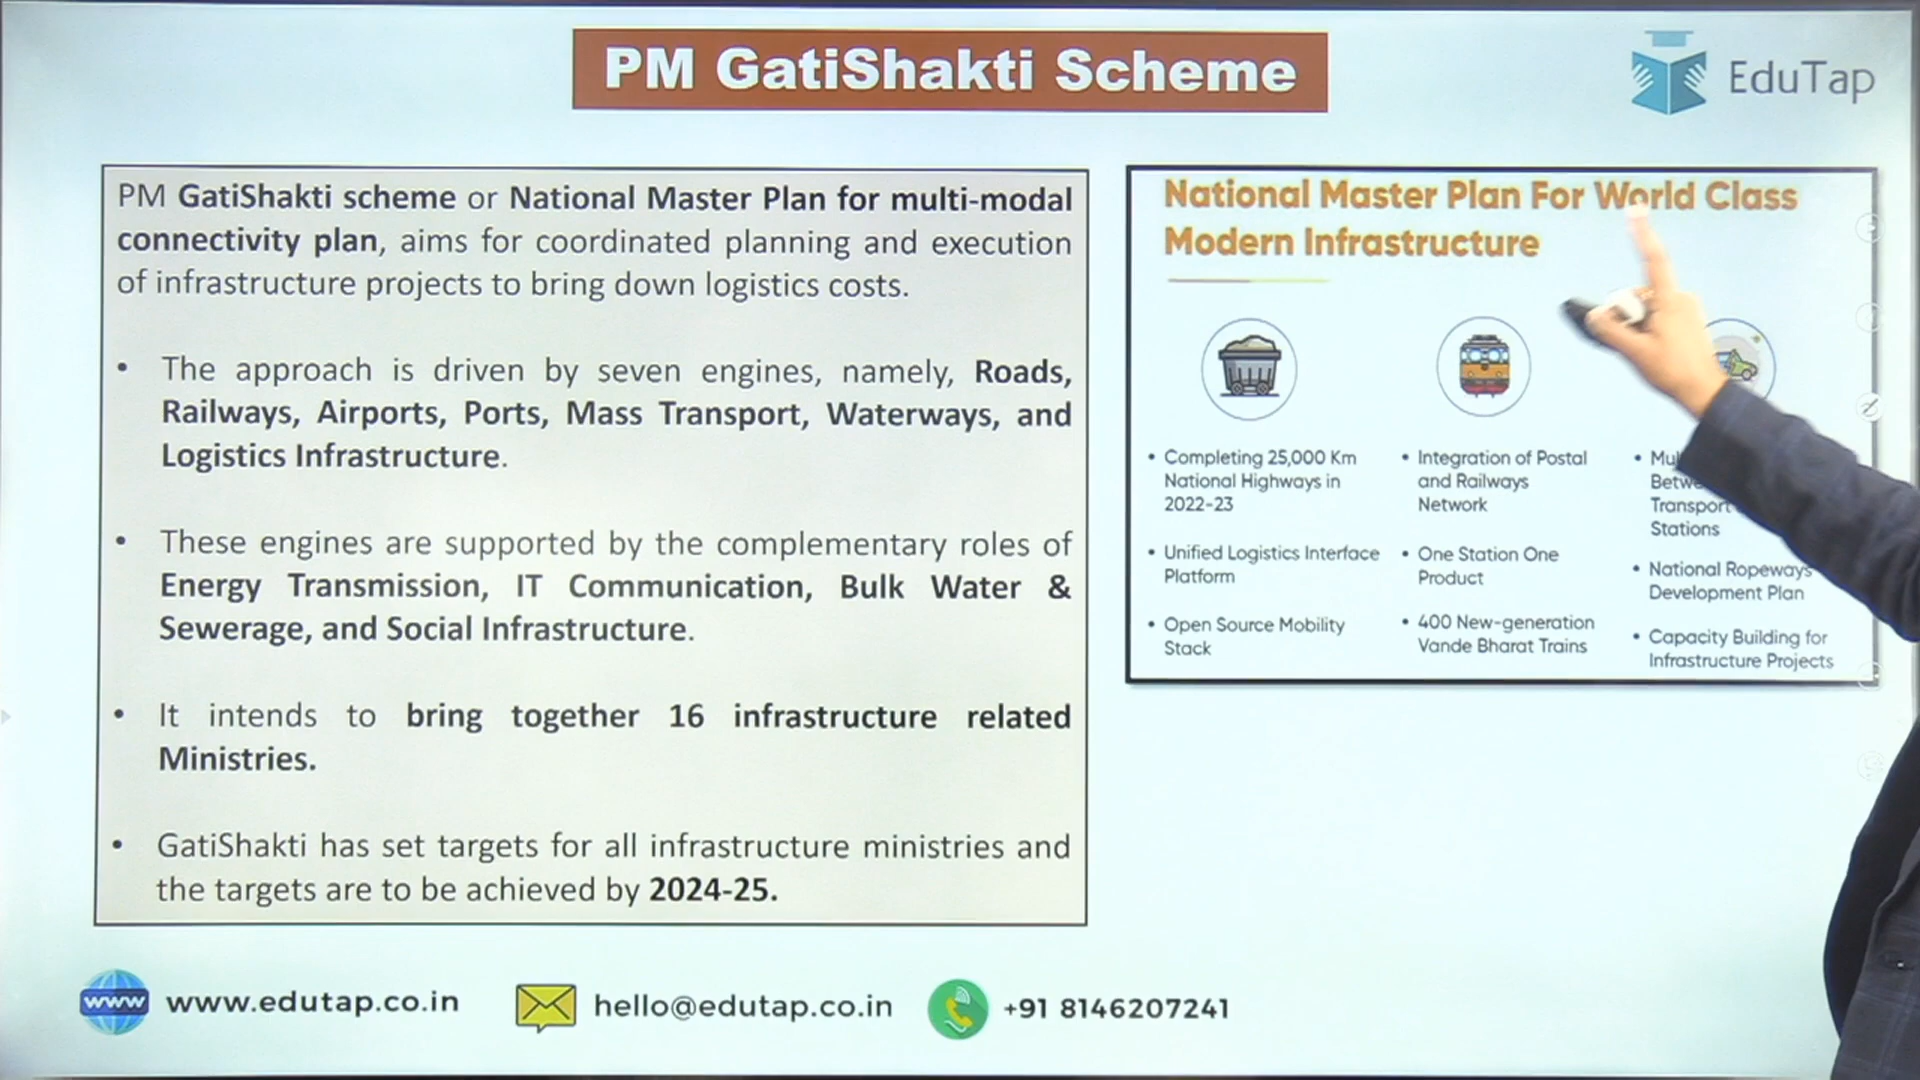 PM GatiShakti Scheme
EduTap
PM GatiShakti scheme or National Master Plan for multi-modal
connectivity plan, aims for coordinated planning and execution
of infrastructure projects to bring down logistics costs.
• The approach is driven by seven engines, namely, Roads,
Railways, Airports, Ports, Mass Transport, Waterways, and
Logistics Infrastructure.
• These engines are supported by the complementary roles of
Energy Transmission, IT Communication, Bulk Water &
Sewerage, and Social Infrastructure.
• It intends to bring together 16 infrastructure related
Ministries.
• GatiShakti has set targets for all infrastructure ministries and
the targets are to be achieved by 2024-25.
National Master Plan For World Class
Modern Infrastructure
• Completing 25,000 Km
National Highways in
2022-23
• Unified Logistics Interface
Platform
• Open Source Mobility
Stack
• Integration of Postal
and Railways
Network
• One Station One
Product
• 400 New-generation
Vande Bharat Trains
•
Transport
Stations
• National Ropeways
Development Plan
• Capacity Building for
Infrastructure Projects
www www.edutap.co.in
hello@edutap.co.in
+91 8146207241